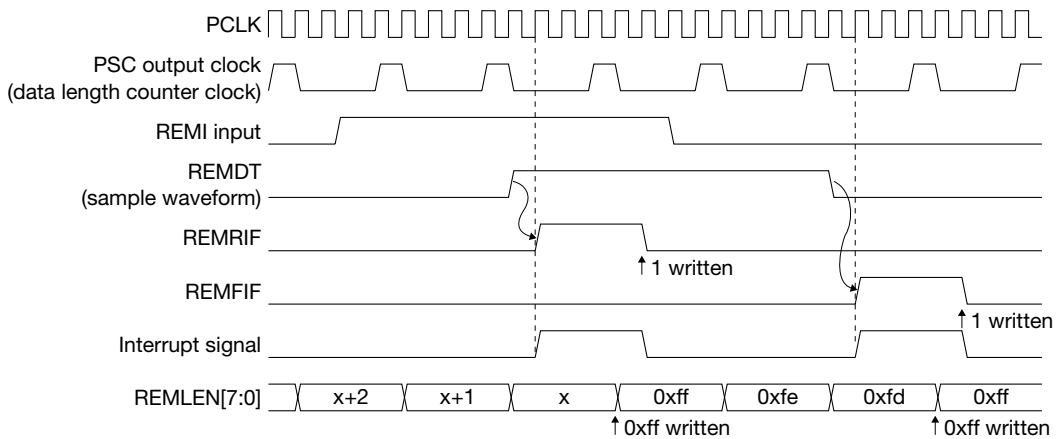 PCLK
PSC output clock
(data length counter clock)
REMI input
REMDT
(sample waveform)
REMRIF
↑ 1 written
REMFIF
↑ 1 written
Interrupt signal
REMLEN[7:0] x+2 x+1 x 0xff 0xfe 0xfd 0xff
↑ 0xff written ↑ 0xff written